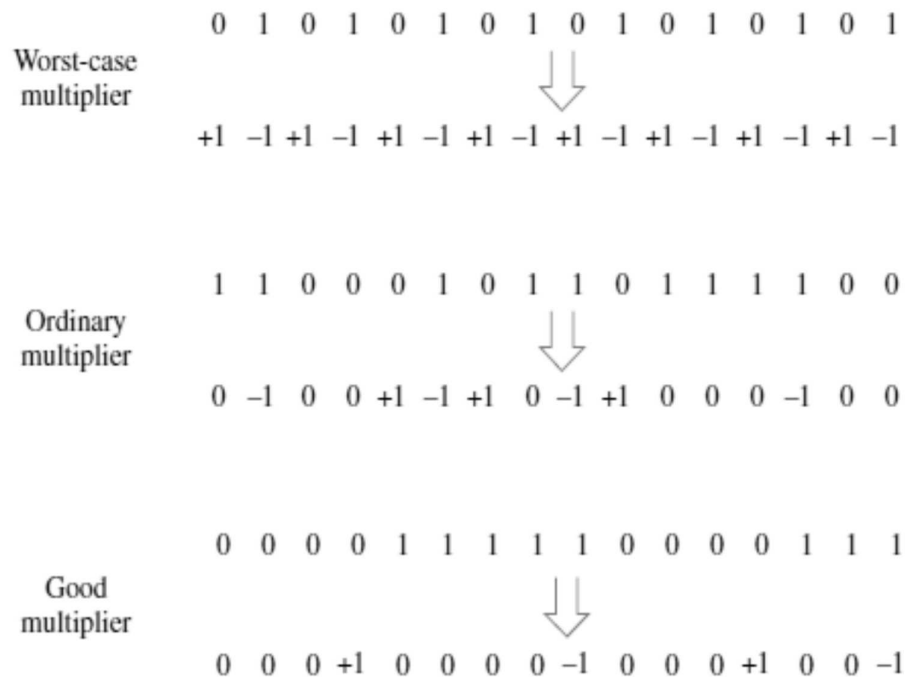 0 1 0 1 0 1 0 1 0 1 0 1 0 1 0 1
Worst-case
multiplier
+1 –1 +1 –1 +1 –1 +1 –1 +1 –1 +1 –1 +1 –1 +1 –1
1 1 0 0 0 1 0 1 1 0 1 1 1 1 0 0
Ordinary
multiplier
0 –1 0 0 +1 –1 +1 0 –1 +1 0 0 0 –1 0 0
0 0 0 0 1 1 1 1 1 0 0 0 0 1 1 1
Good
multiplier
0 0 0 +1 0 0 0 0 –1 0 0 0 +1 0 0 –1